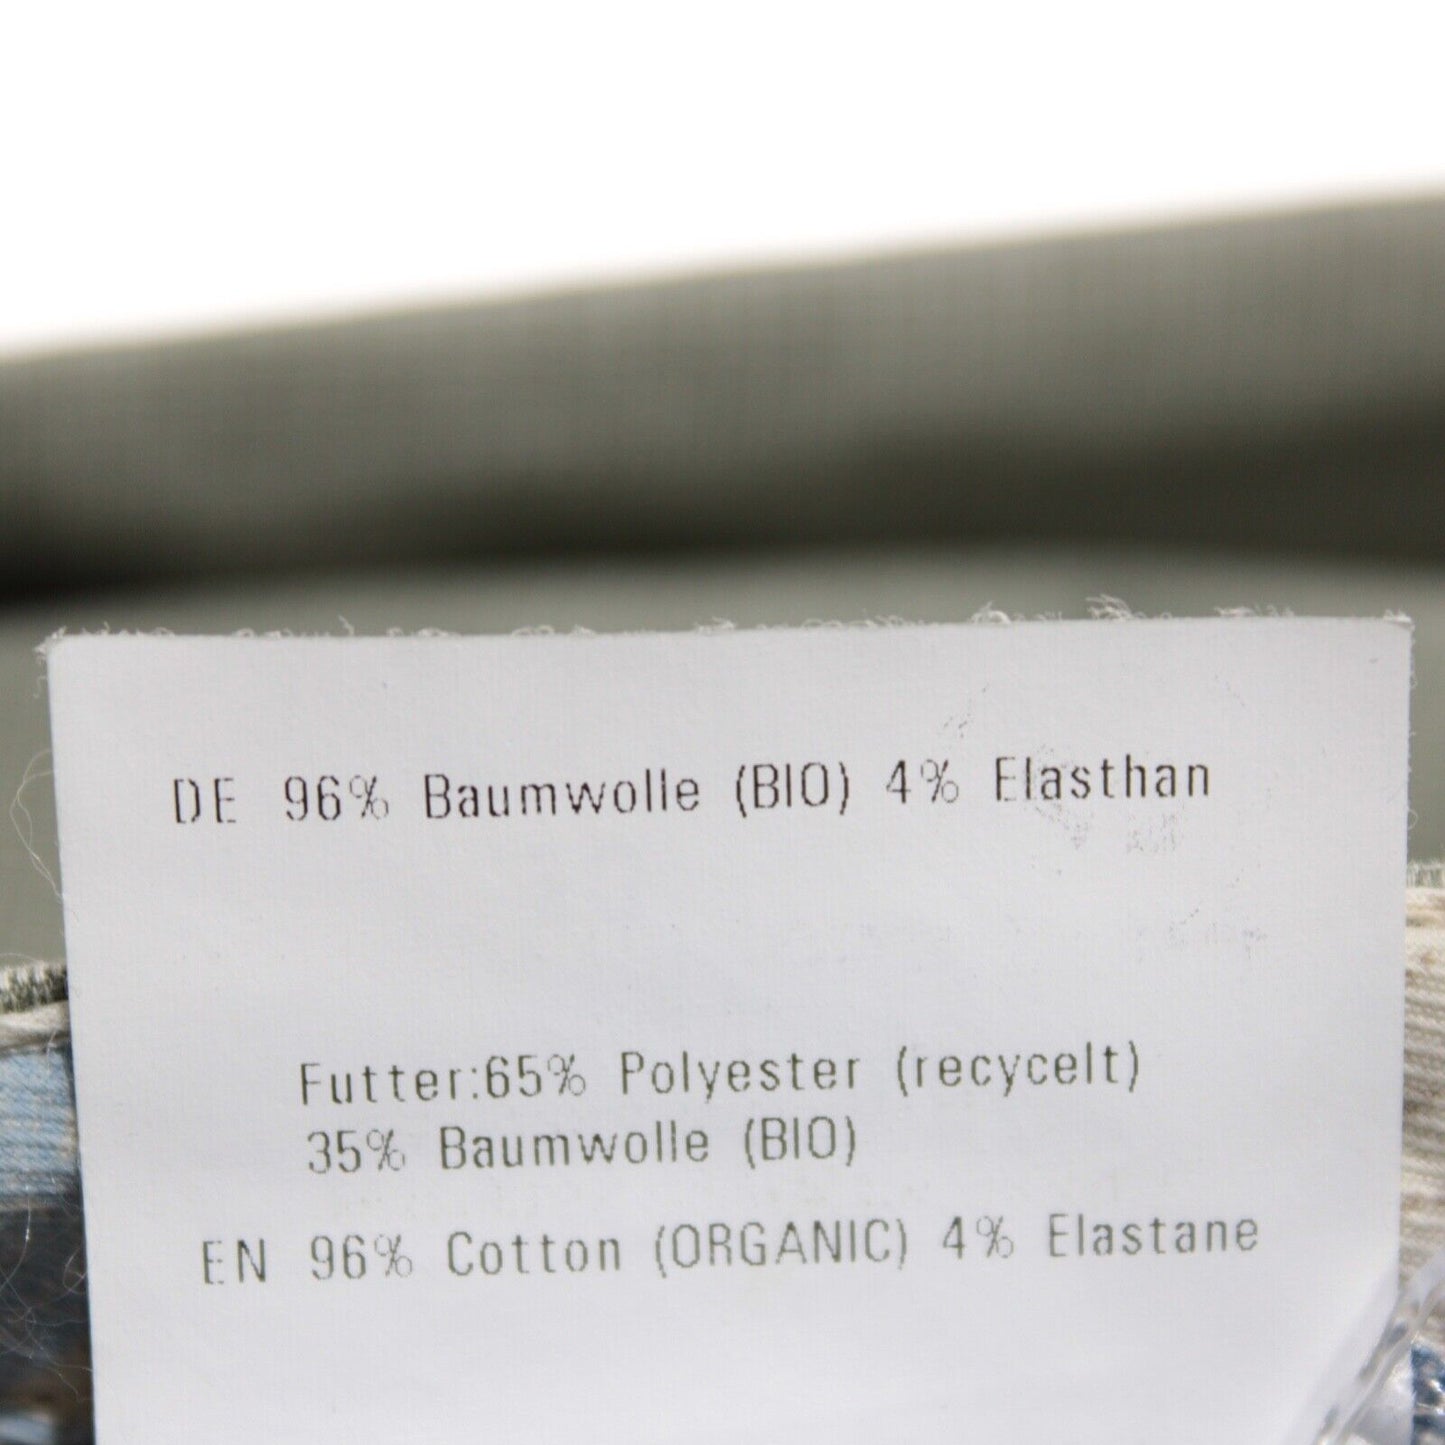 DE 96% Baumwolle (BIO) 4% Elasthan
Futter:65% Polyester (recycelt)
35% Baumwolle (BIO)
EN 96% Cotton (ORGANIC) 4% Elastane